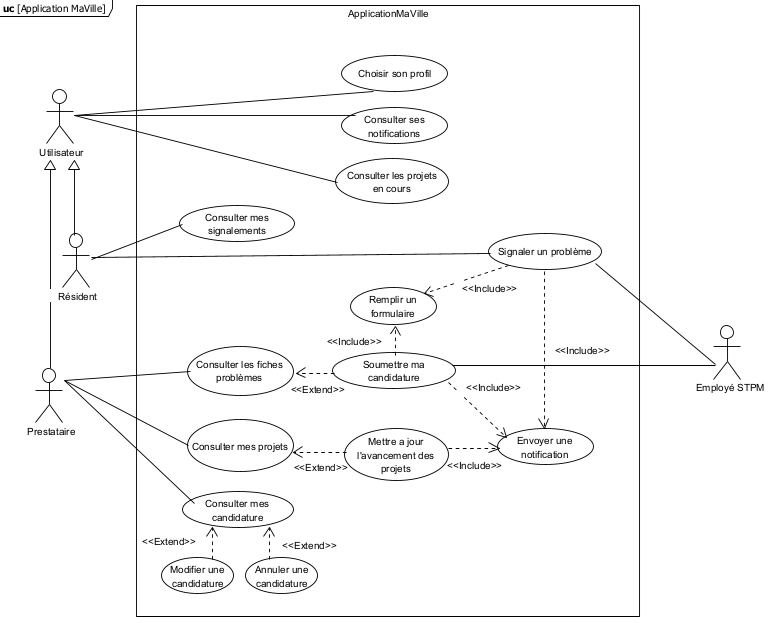 uc [Application MaVille]
ApplicationMaVille
Choisir son profil
Consulter ses
notifications
Utilisateur
Consulter les projets
en cours
Consulter mes
signalements
Signaler un problème
Résident
<<Include>>
Remplir un
formulaire
<<Include>>
<<Include>>
Consulter les fiches
problèmes
Soumettre ma
candidature
<<Extend>>
<<Include>>
Employé STPM
Prestataire
Consulter mes projets
Mettre a jour
l'avancement des
projets
<<Extend>>
<<Include>>
Envoyer une
notification
Consulter mes
candidature
<<Extend>>
<<Extend>>
Modifier une
candidature
Annuler une
candidature